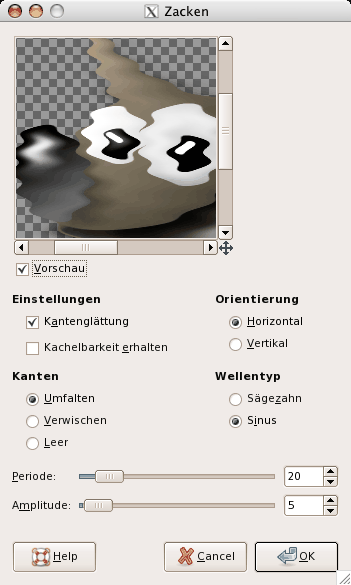 Zacken
Vorschau
Einstellungen
Orientierung
Kantenglättung
Horizontal
Kachelbarkeit erhalten
Vertikal
Kanten
Wellentyp
Umfalten
Sägezahn
Verwischen
Sinus
Leer
Periode: 20
Amplitude: 5
Help Cancel OK